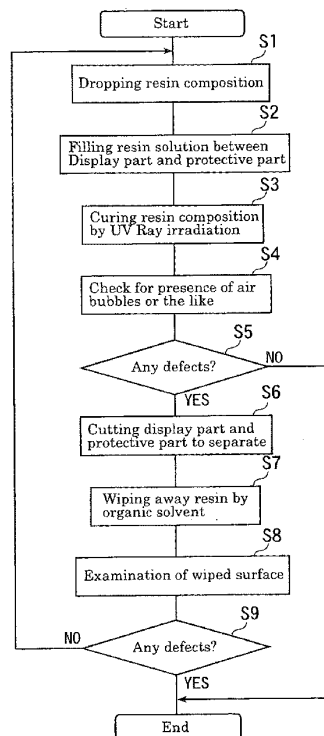 Start
S1
Dropping resin composition
S2
Filling resin solution between
Display part and protective part
S3
Curing resin composition
by UV Ray irradiation
S4
Check for presence of air
bubbles or the like
S5
Any defects?
NO
YES
S6
Cutting display part and
protective part to separate
S7
Wiping away resin by
organic solvent
S8
Examination of wiped surface
S9
NO
Any defects?
YES
End